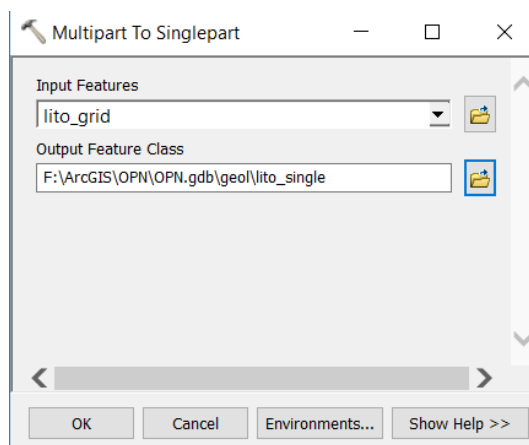 Multipart To Singlepart
Input Features
lito_grid
Output Feature Class
F:\ArcGIS\OPN\OPN.gdb\geol\lito_single
OK Cancel Environments... Show Help >>